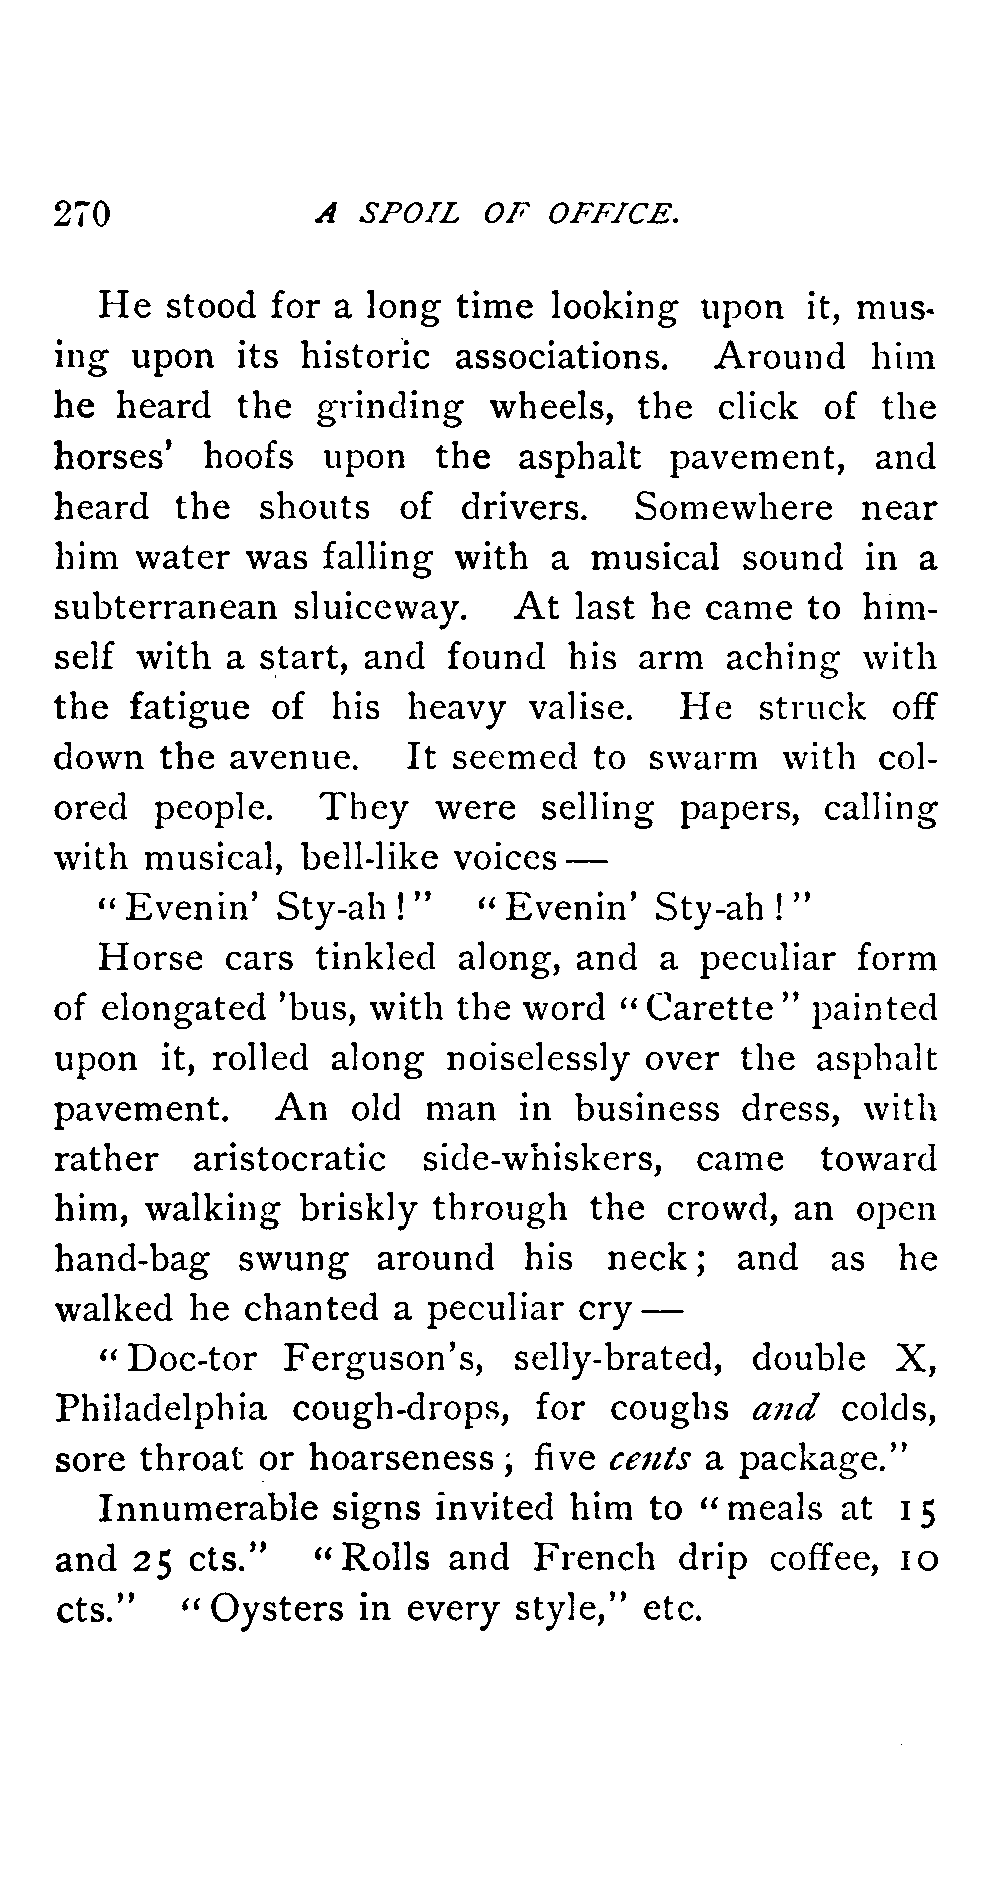 270 A SPOIL OF OFFICE.
He stood for a long time looking upon it, mus-
ing upon its historic associations. Around him
he heard the grinding wheels, the click of the
horses' hoofs upon the asphalt pavement, and
heard the shouts of drivers. Somewhere near
him water was falling with a musical sound in a
subterranean sluiceway. At last he came to him-
self with a start, and found his arm aching with
the fatigue of his heavy valise. He struck off
down the avenue. It seemed to swarm with col-
ored people. They were selling papers, calling
with musical, bell-like voices —
"Evenin' Sty-ah!" "Evenin' Sty-ah!"
Horse cars tinkled along, and a peculiar form
of elongated 'bus, with the word "Carette" painted
upon it, rolled along noiselessly over the asphalt
pavement. An old man in business dress, with
rather aristocratic side-whiskers, came toward
him, walking briskly through the crowd, an open
hand-bag swung around his neck; and as he
walked he chanted a peculiar cry —
"Doc-tor Ferguson's, selly-brated, double X,
Philadelphia cough-drops, for coughs and colds,
sore throat or hoarseness; five cents a package."
Innumerable signs invited him to "meals at 15
and 25 cts." "Rolls and French drip coffee, 10
cts." "Oysters in every style," etc.